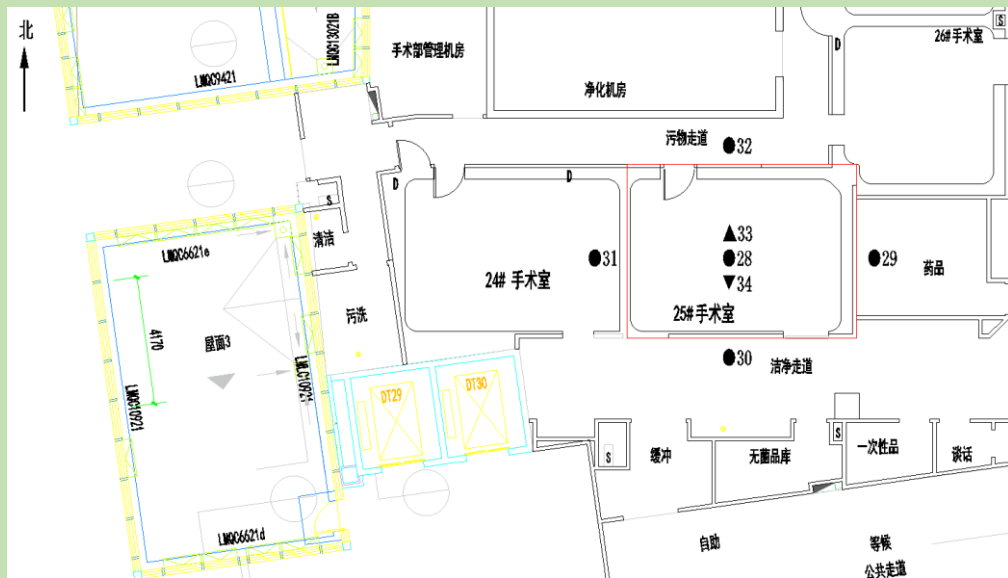 北
LMQC9421
LMQC13021B
手术部管理机房
净化机房
D
26#手术室
S
污物走道
●32
D
D
S
清洁
LMQC6621e
4170
屋面3
LMQC10921
LMLC10921
污洗
24# 手术室
●31
▲33
●28
▼34
25#手术室
●29
药品
●30
洁净走道
DT29
DT30
S
缓冲
无菌品库
S
一次性品
谈话
LMQC6621d
自助
等候
公共走道